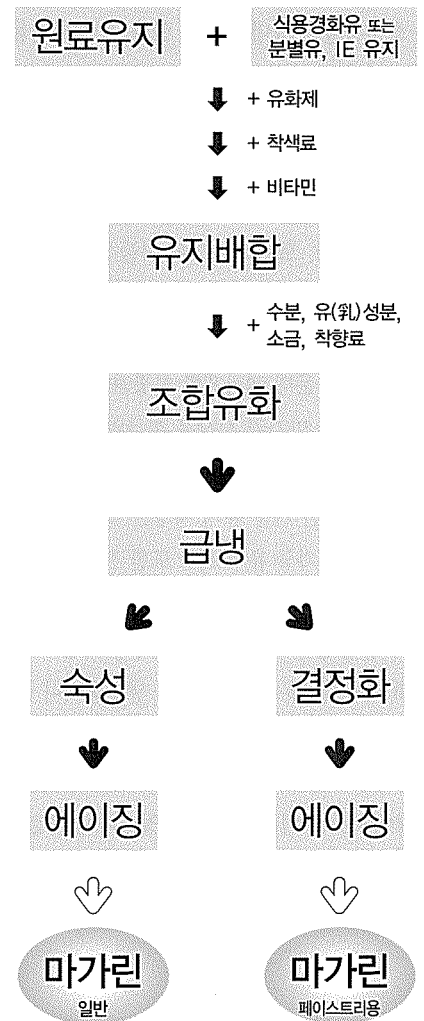 원료유지 + 식용경화유 또는
분별유, IE 유지
+ 유화제
+ 착색료
+ 비타민
유지배합
+ 수분, 유(乳)성분,
소금, 착향료
조합유화
급냉
숙성 결정화
에이징 에이징
마가린 마가린
일반 페이스트리용